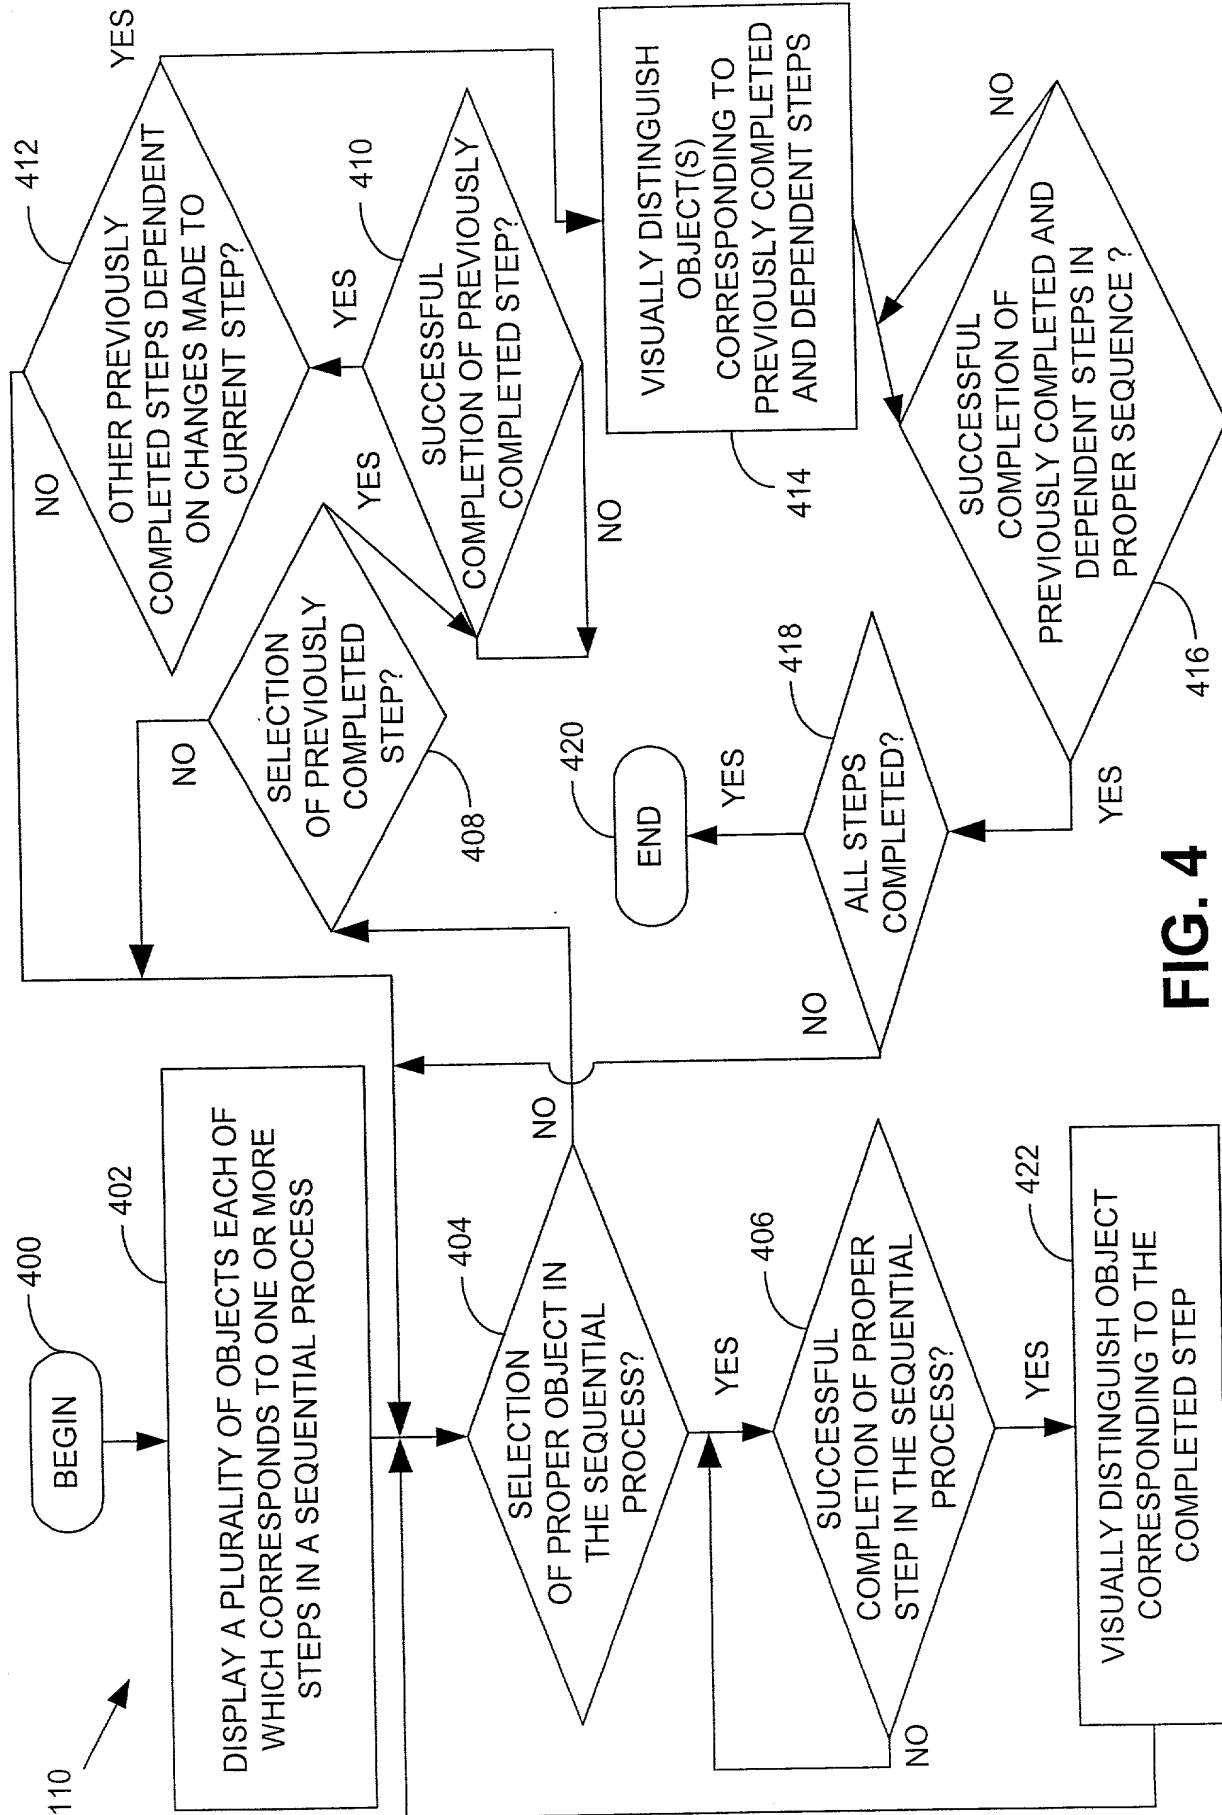 110
BEGIN
400
DISPLAY A PLURALITY OF OBJECTS EACH OF
WHICH CORRESPONDS TO ONE OR MORE
STEPS IN A SEQUENTIAL PROCESS
402
SELECTION
OF PROPER OBJECT IN
THE SEQUENTIAL
PROCESS?
404
NO
YES
SUCCESSFUL
COMPLETION OF PROPER
STEP IN THE SEQUENTIAL
PROCESS?
406
NO
YES
VISUALLY DISTINGUISH OBJECT
CORRESPONDING TO THE
COMPLETED STEP
422
SELECTION
OF PREVIOUSLY
COMPLETED
STEP?
408
NO
YES
SUCCESSFUL
COMPLETION OF PREVIOUSLY
COMPLETED STEP?
410
NO
YES
OTHER PREVIOUSLY
COMPLETED STEPS DEPENDENT
ON CHANGES MADE TO
CURRENT STEP?
412
NO
YES
VISUALLY DISTINGUISH
OBJECT(S)
CORRESPONDING TO
PREVIOUSLY COMPLETED
AND DEPENDENT STEPS
414
SUCCESSFUL
COMPLETION OF
PREVIOUSLY COMPLETED AND
DEPENDENT STEPS IN
PROPER SEQUENCE ?
416
NO
YES
ALL STEPS
COMPLETED?
418
NO
YES
END
420
FIG. 4